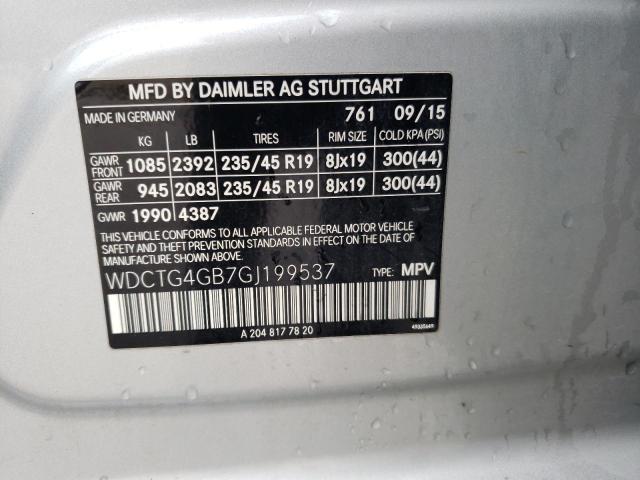 MFD BY DAIMLER AG STUTTGART
MADE IN GERMANY 761 09/15
KG LB TIRES RIM SIZE COLD KPA(PSI)
GAWR FRONT 1085 2392 235/45 R19 8Jx19 300(44)
GAWR REAR 945 2083 235/45 R19 8Jx19 300(44)
GVWR 1990 4387
THIS VEHICLE CONFORMS TO ALL APPLICABLE FEDERAL MOTOR VEHICLE
SAFETY AND THEFT PREVENTION STANDARDS IN EFFECT ON THE DATE OF
MANUFACTURE SHOWN ABOVE.
WDCTG4GB7GJ199537 TYPE: MPV
A 204 817 78 20